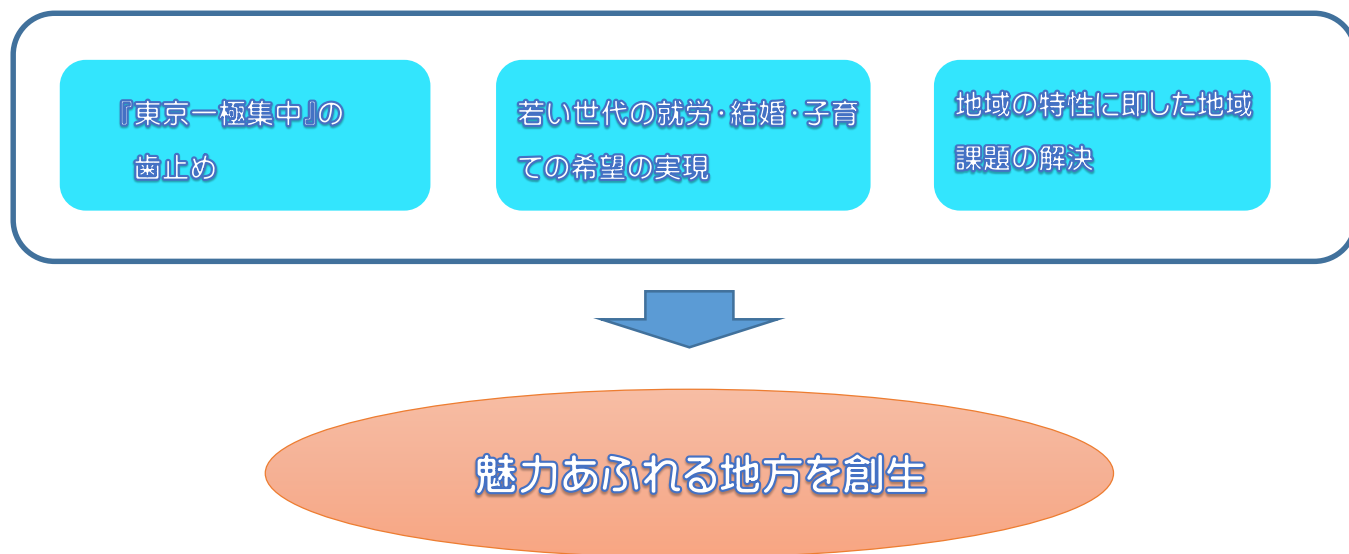 『東京一極集中』の
歯止め
若い世代の就労・結婚・子育
ての希望の実現
地域の特性に即した地域
課題の解決
魅力あふれる地方を創生